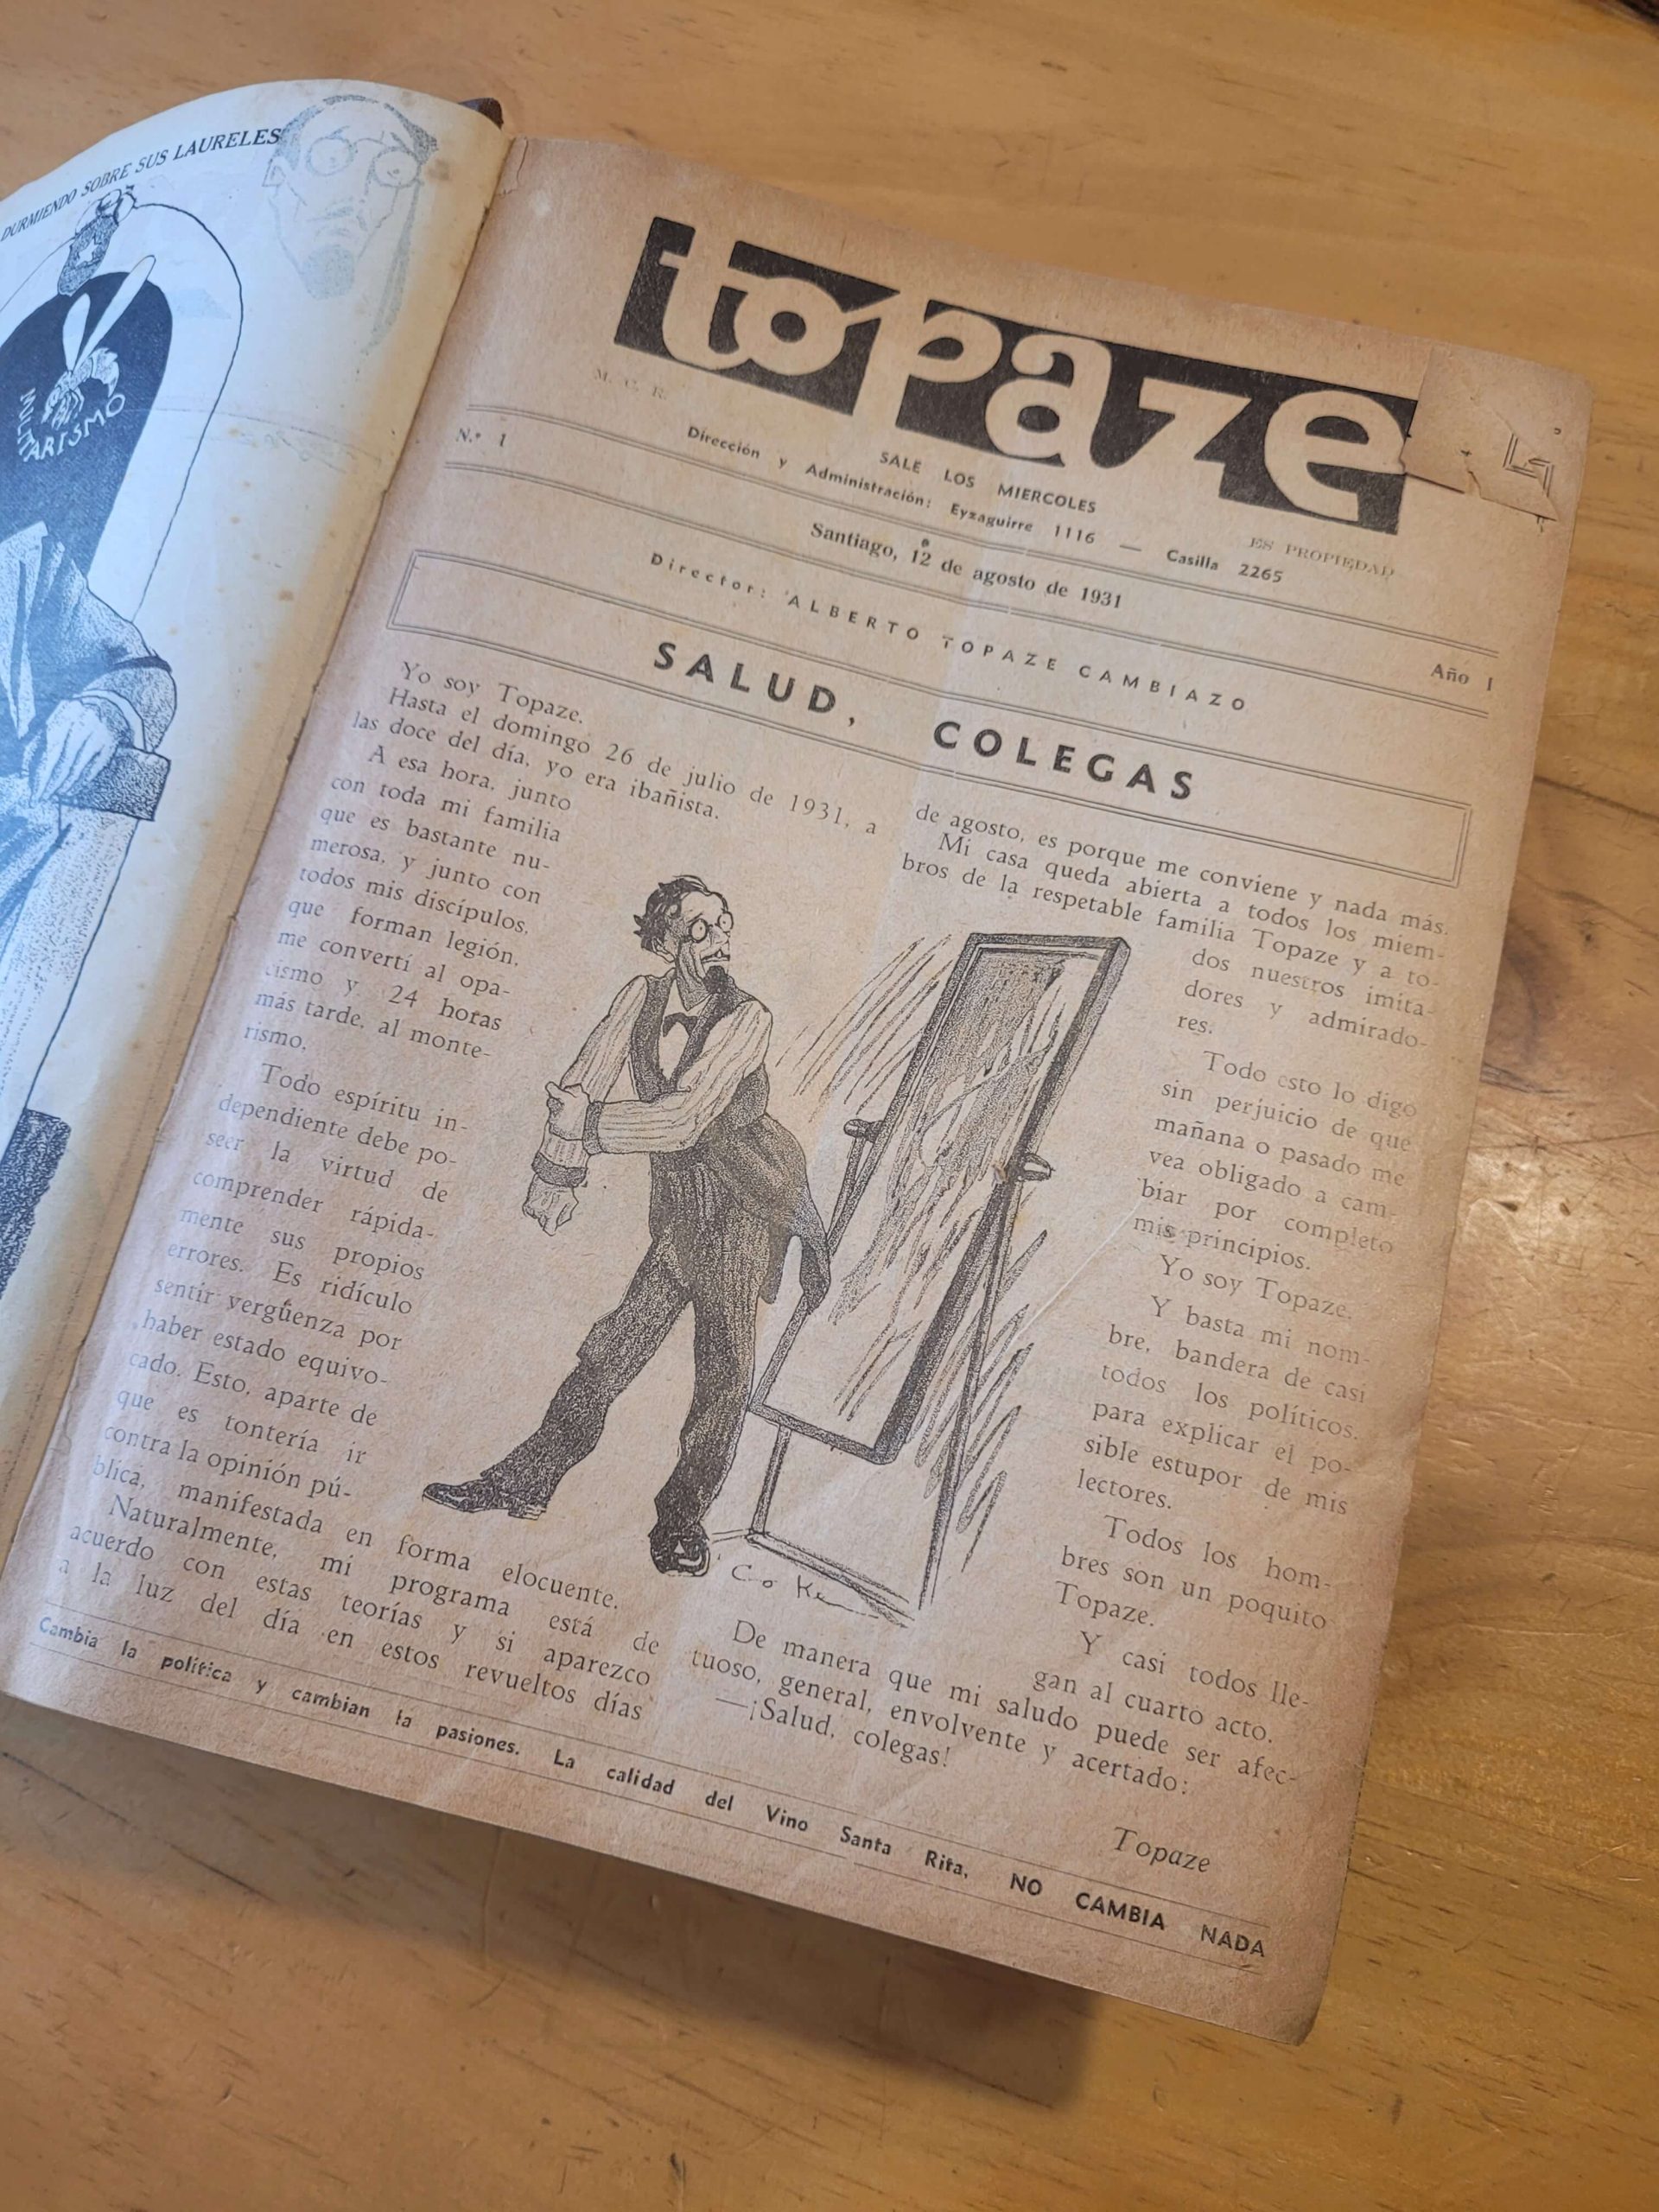 DURMIENDO SOBRE SUS LAURELES
MILITARISMO
topaze
M. C. R.
SALE LOS MIERCOLES
ES PROPIEDAD
Dirección y Administración: Eyzaguirre 1116 — Casilla 2265
N.º 1
Santiago, 12 de agosto de 1931
Año I
Director: ALBERTO TOPAZE CAMBIAZO
SALUD, COLEGAS
Yo soy Topaze.
Hasta el domingo 26 de julio de 1931, a
las doce del día, yo era ibañista.
A esa hora, junto
con toda mi familia
que es bastante nu-
merosa, y junto con
todos mis discípulos,
que forman legión,
me convertí al opa-
cismo y 24 horas
más tarde, al monte-
rismo.
Todo espíritu in-
dependiente debe po-
seer la virtud de
comprender rápida-
mente sus propios
errores. Es ridículo
sentir vergüenza por
haber estado equivo-
cado. Esto, aparte de
que es tontería ir
contra la opinión pú-
blica, manifestada en forma elocuente.
Naturalmente, mi programa está de
acuerdo con estas teorías y si aparezco
a la luz del día en estos revueltos días
de agosto, es porque me conviene y nada más.
Mi casa queda abierta a todos los miem-
bros de la respetable familia Topaze y a to-
dos nuestros imita-
dores y admirado-
res.
Todo esto lo digo
sin perjuicio de que
mañana o pasado me
vea obligado a cam-
biar por completo
mis principios.
Yo soy Topaze.
Y basta mi nom-
bre, bandera de casi
todos los políticos,
para explicar el po-
sible estupor de mis
lectores.
Todos los hom-
bres son un poquito
Topaze.
Y casi todos lle-
gan al cuarto acto.
De manera que mi saludo puede ser afec-
tuoso, general, envolvente y acertado:
—¡Salud, colegas!
Topaze
Coke
Cambia la política y cambian la pasiones. La calidad del Vino Santa Rita, NO CAMBIA NADA